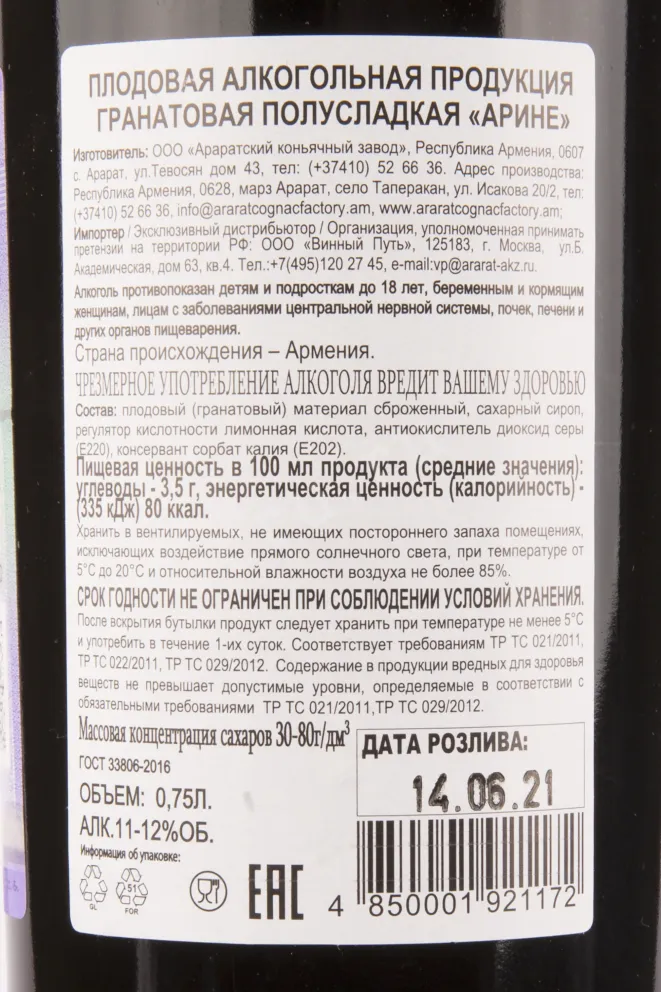 ПЛОДОВАЯ АЛКОГОЛЬНАЯ ПРОДУКЦИЯ
ГРАНАТОВАЯ ПОЛУСЛАДКАЯ «АРИНЕ»
Изготовитель: ООО «Араратский коньячный завод», Республика Армения, 0607
с. Арарат, ул.Тевосян дом 43, тел: (+37410) 52 66 36. Адрес производства:
Республика Армения, 0628, марз Арарат, село Таперакан, ул. Исакова 20/2, тел:
(+37410) 52 66 36, info@araratcognacfactory.am, www.araratcognacfactory.am;
Импортер / Эксклюзивный дистрибьютор / Организация, уполномоченная принимать
претензии на территории РФ: ООО «Винный Путь», 125183, г. Москва, ул.Б.
Академическая, дом 63, кв.4. Тел.:+7(495)120 27 45, e-mail:vp@ararat-akz.ru.
Алкоголь противопоказан детям и подросткам до 18 лет, беременным и кормящим
женщинам, лицам с заболеваниями центральной нервной системы, почек, печени и
других органов пищеварения.
Страна происхождения – Армения.
ЧРЕЗМЕРНОЕ УПОТРЕБЛЕНИЕ АЛКОГОЛЯ ВРЕДИТ ВАШЕМУ ЗДОРОВЬЮ
Состав: плодовый (гранатовый) материал сброженный, сахарный сироп,
регулятор кислотности лимонная кислота, антиокислитель диоксид серы
(Е220), консервант сорбат калия (Е202).
Пищевая ценность в 100 мл продукта (средние значения):
углеводы - 3,5 г, энергетическая ценность (калорийность) -
(335 кДж) 80 ккал.
Хранить в вентилируемых, не имеющих постороннего запаха помещениях,
исключающих воздействие прямого солнечного света, при температуре от
5°С до 20°С и относительной влажности воздуха не более 85%.
СРОК ГОДНОСТИ НЕ ОГРАНИЧЕН ПРИ СОБЛЮДЕНИИ УСЛОВИЙ ХРАНЕНИЯ.
После вскрытия бутылки продукт следует хранить при температуре не менее 5°С
и употребить в течение 1-их суток. Соответствует требованиям ТР ТС 021/2011,
ТР ТС 022/2011, ТР ТС 029/2012. Содержание в продукции вредных для здоровья
веществ не превышает допустимые уровни, определяемые в соответствии с
обязательными требованиями ТР ТС 021/2011,ТР ТС 029/2012.
Массовая концентрация сахаров 30-80г/дм³
ГОСТ 33806-2016
ОБЪЕМ: 0,75Л.
АЛК.11-12%ОБ.
Информация об упаковке:
GL
51
FOR
EAC
ДАТА РОЗЛИВА:
14.06.21
4 850001 921172